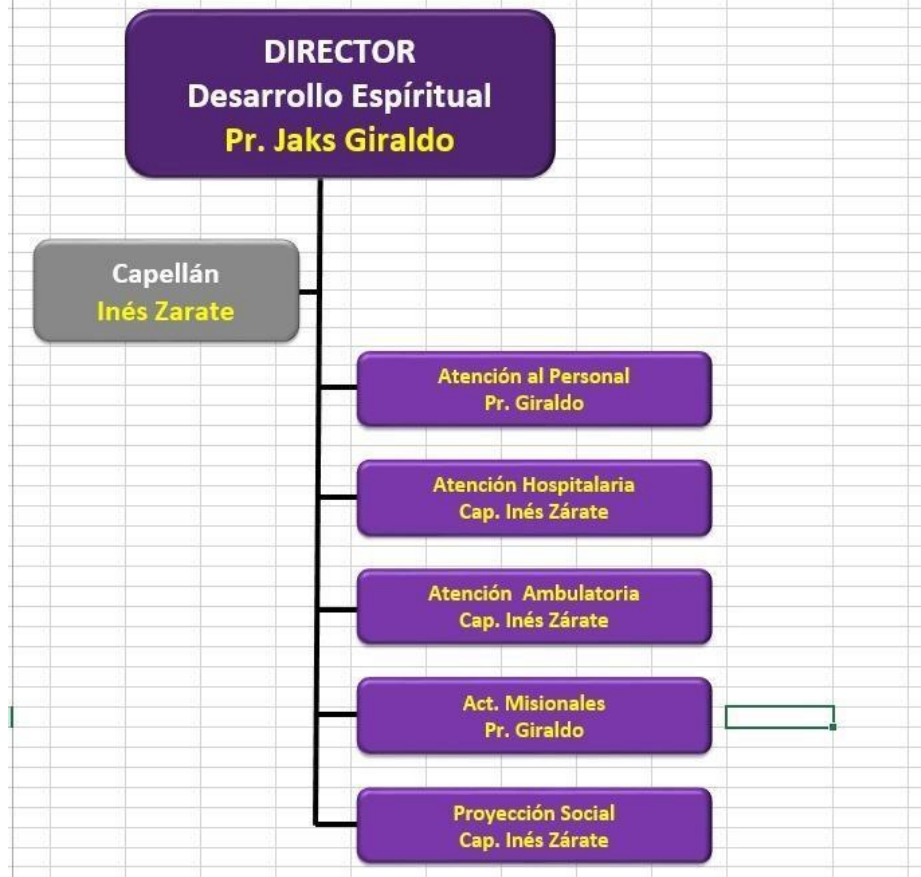 DIRECTOR
Desarrollo Espíritual
Pr. Jaks Giraldo
Capellán
Inés Zarate
Atención al Personal
Pr. Giraldo
Atención Hospitalaria
Cap. Inés Zárate
Atención Ambulatoria
Cap. Inés Zárate
Act. Misionales
Pr. Giraldo
Proyección Social
Cap. Inés Zárate